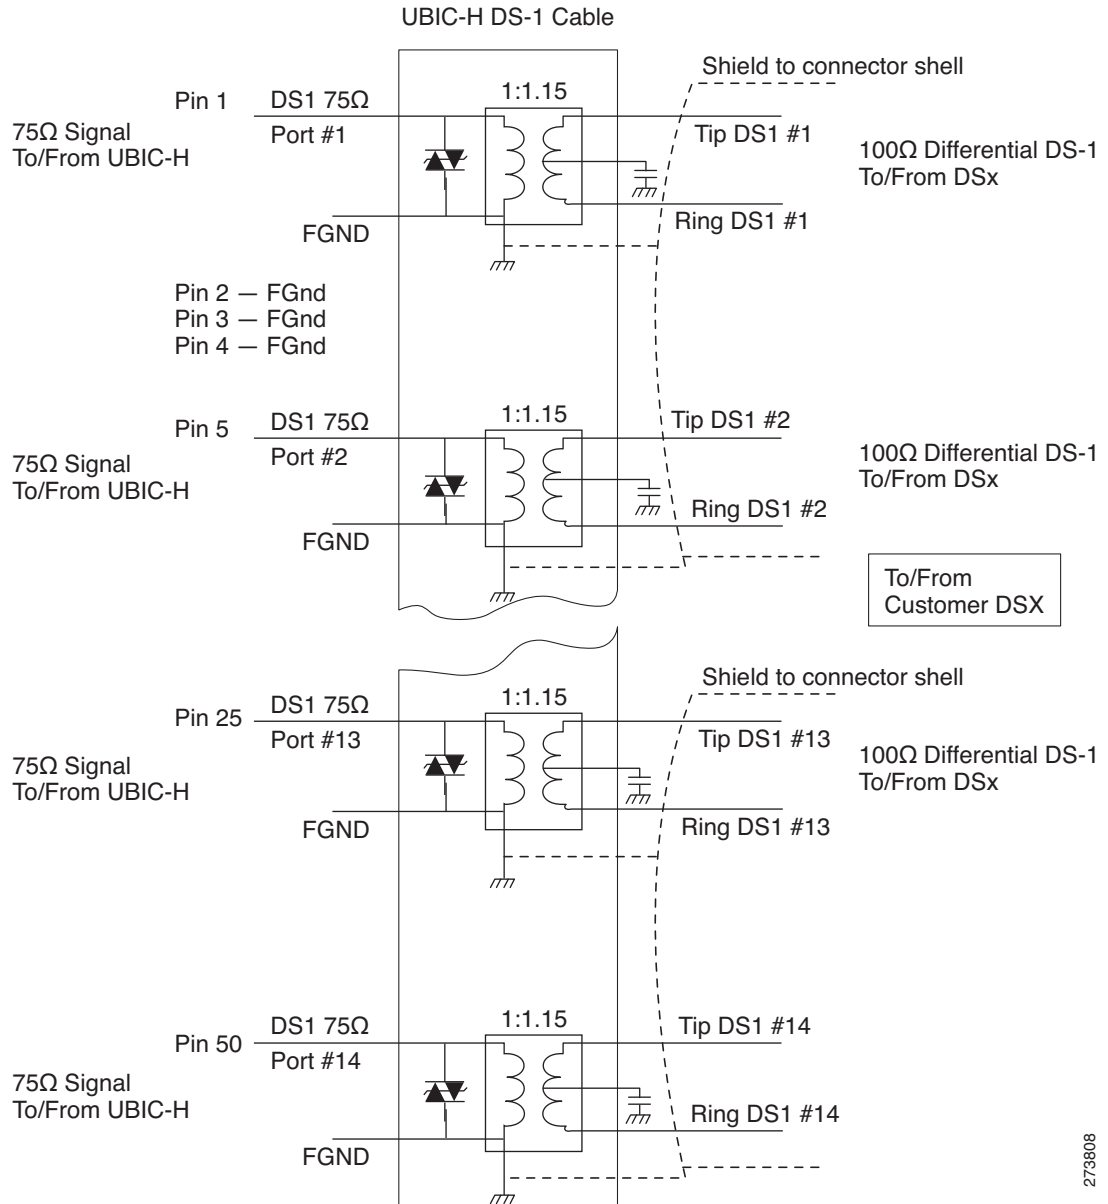 UBIC-H DS-1 Cable
Shield to connector shell
Pin 1
DS1 75Ω
1:1.15
75Ω Signal
To/From UBIC-H
Port #1
Tip DS1 #1
100Ω Differential DS-1
To/From DSx
FGND
Ring DS1 #1
Pin 2 — FGnd
Pin 3 — FGnd
Pin 4 — FGnd
Pin 5
DS1 75Ω
1:1.15
Tip DS1 #2
75Ω Signal
To/From UBIC-H
Port #2
100Ω Differential DS-1
To/From DSx
FGND
Ring DS1 #2
To/From
Customer DSX
Shield to connector shell
Pin 25
DS1 75Ω
1:1.15
75Ω Signal
To/From UBIC-H
Port #13
Tip DS1 #13
100Ω Differential DS-1
To/From DSx
FGND
Ring DS1 #13
Pin 50
DS1 75Ω
1:1.15
Tip DS1 #14
75Ω Signal
To/From UBIC-H
Port #14
Ring DS1 #14
FGND
273808